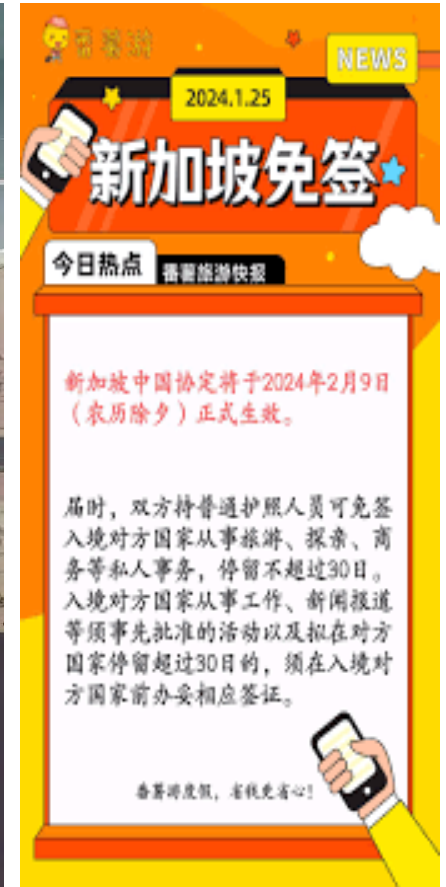 番薯游
NEWS
2024.1.25
新加坡免签
今日热点
番薯旅游快报
新加坡中国协定将于2024年2月9日
（农历除夕）正式生效。
届时，双方持普通护照人员可免签
入境对方国家从事旅游、探亲、商
务等私人事务，停留不超过30日。
入境对方国家从事工作、新闻报道
等须事先批准的活动以及拟在对方
国家停留超过30日的，须在入境对
方国家前办妥相应签证。
番薯游度假，省钱更省心！